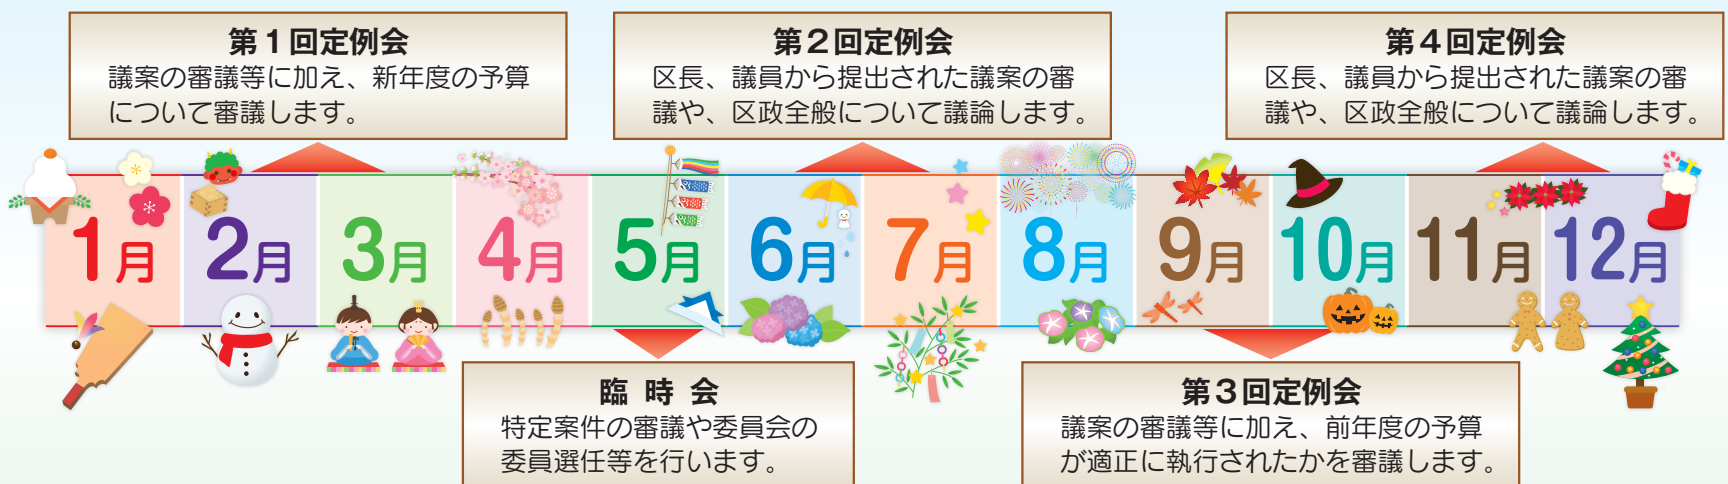 第1回定例会
議案の審議等に加え、新年度の予算
について審議します。
第2回定例会
区長、議員から提出された議案の審
議や、区政全般について議論します。
第4回定例会
区長、議員から提出された議案の審
議や、区政全般について議論します。
1月 2月 3月 4月 5月 6月 7月 8月 9月 10月 11月 12月
臨時会
特定案件の審議や委員会の
委員選任等を行います。
第3回定例会
議案の審議等に加え、前年度の予算
が適正に執行されたかを審議します。